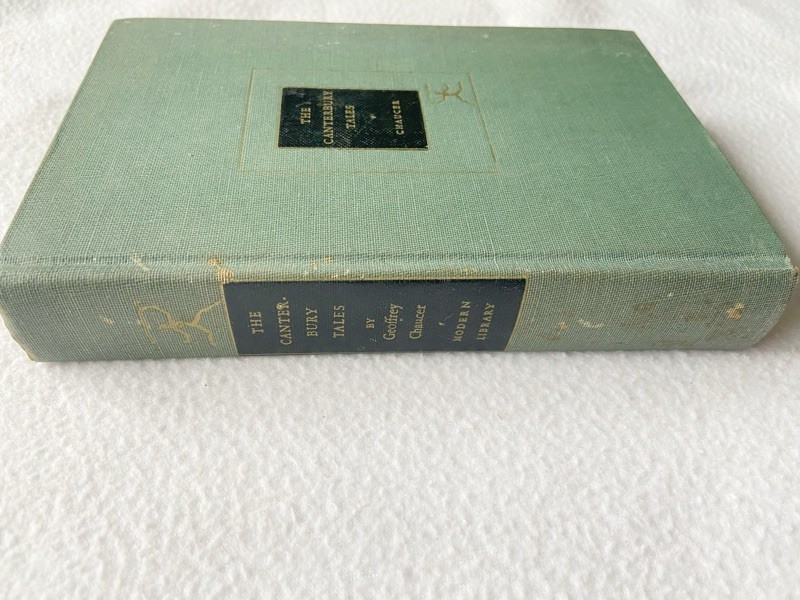 THE
CANTERBURY
TALES
CHAUCER
THE
CANTER-
BURY
TALES
BY
Geoffrey
Chaucer
MODERN
LIBRARY